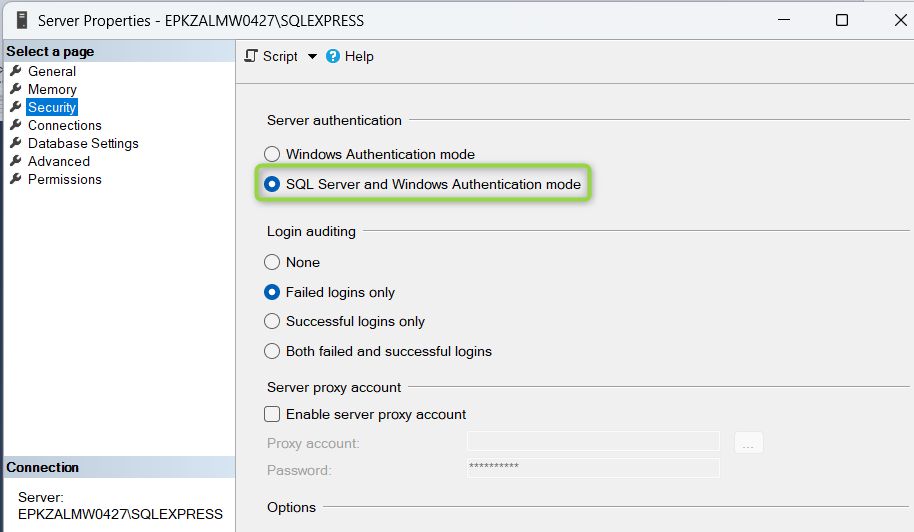 Server Properties - EPKZALMW0427\SQLEXPRESS
Select a page
General
Memory
Security
Connections
Database Settings
Advanced
Permissions
Connection
Server:
EPKZALMW0427\SQLEXPRESS
Script
Help
Server authentication
Windows Authentication mode
SQL Server and Windows Authentication mode
Login auditing
None
Failed logins only
Successful logins only
Both failed and successful logins
Server proxy account
Enable server proxy account
Proxy account:
...
Password:
**********
Options